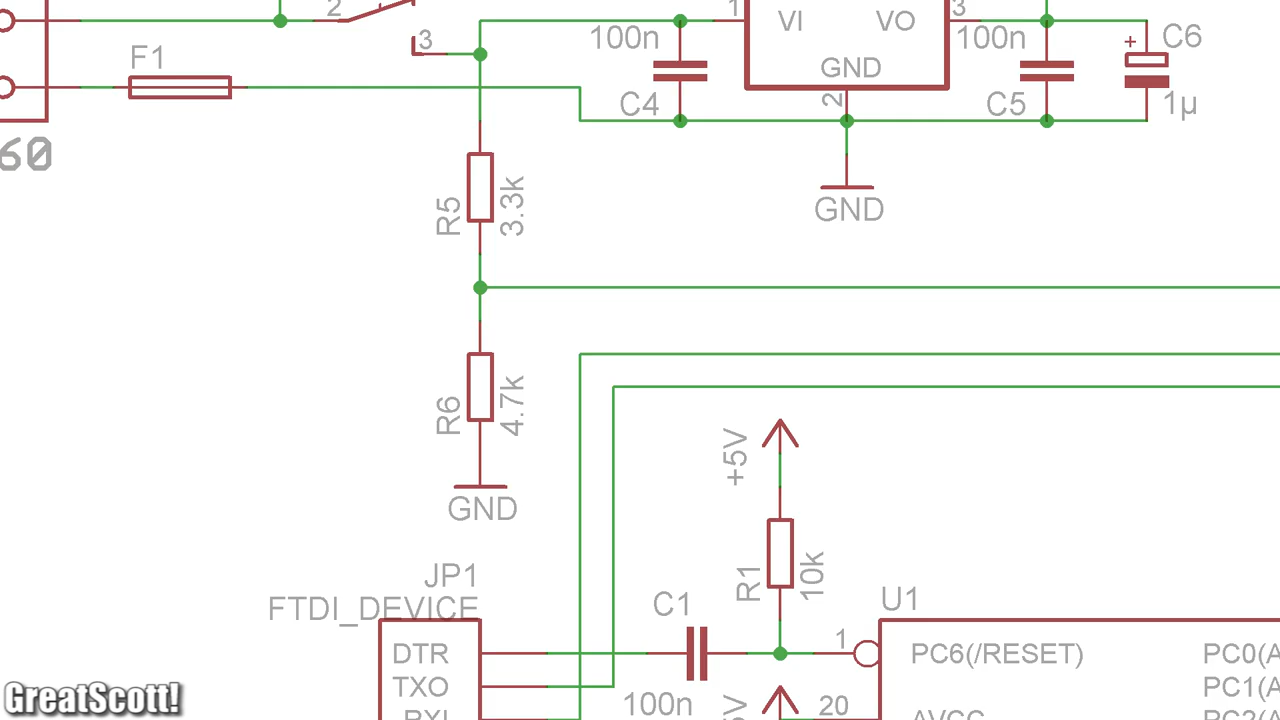 2
3
F1
60
100n
C4
1
VI
VO
GND
2
3
100n
C5
C6
+
1µ
GND
R5
3.3k
R6
4.7k
GND
+5V
R1
10k
JP1
FTDI_DEVICE
DTR
TXO
C1
100n
U1
1
PC6(/RESET)
PC0(A
PC1(A
20
GreatScott!